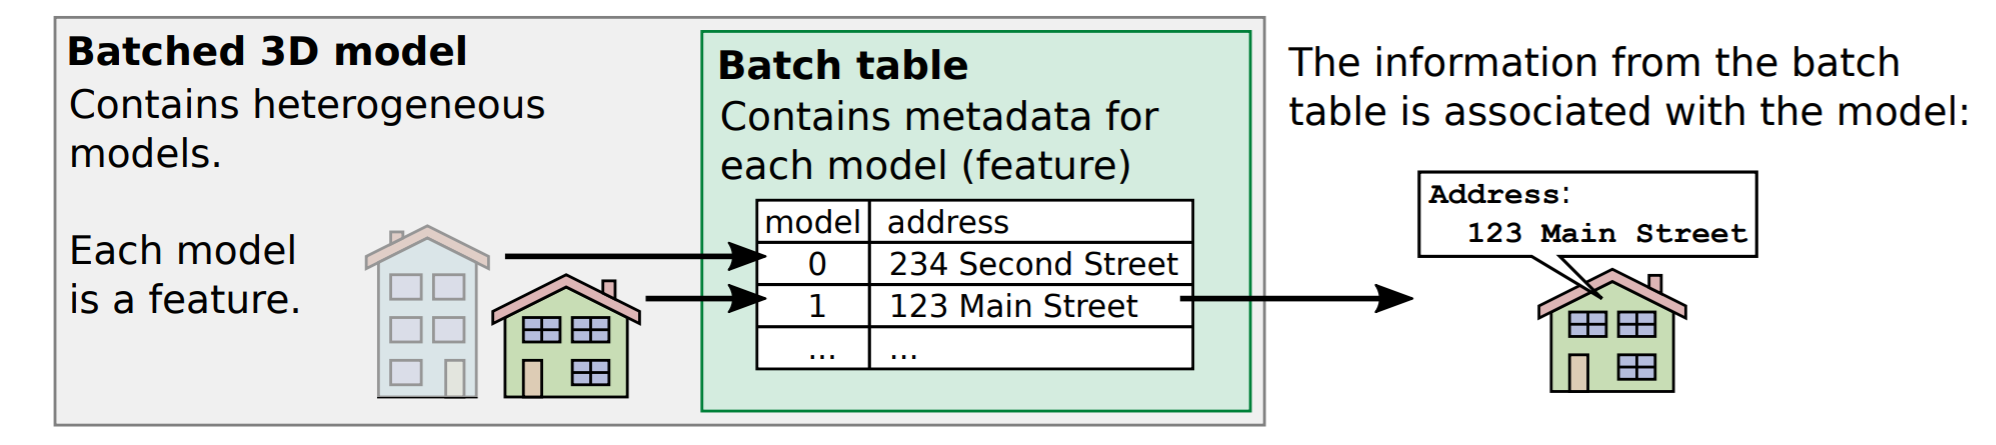 Batched 3D model
Contains heterogeneous
models.
Each model
is a feature.
Batch table
Contains metadata for
each model (feature)
model address
0 234 Second Street
1 123 Main Street
... ...
The information from the batch
table is associated with the model:
Address:
123 Main Street